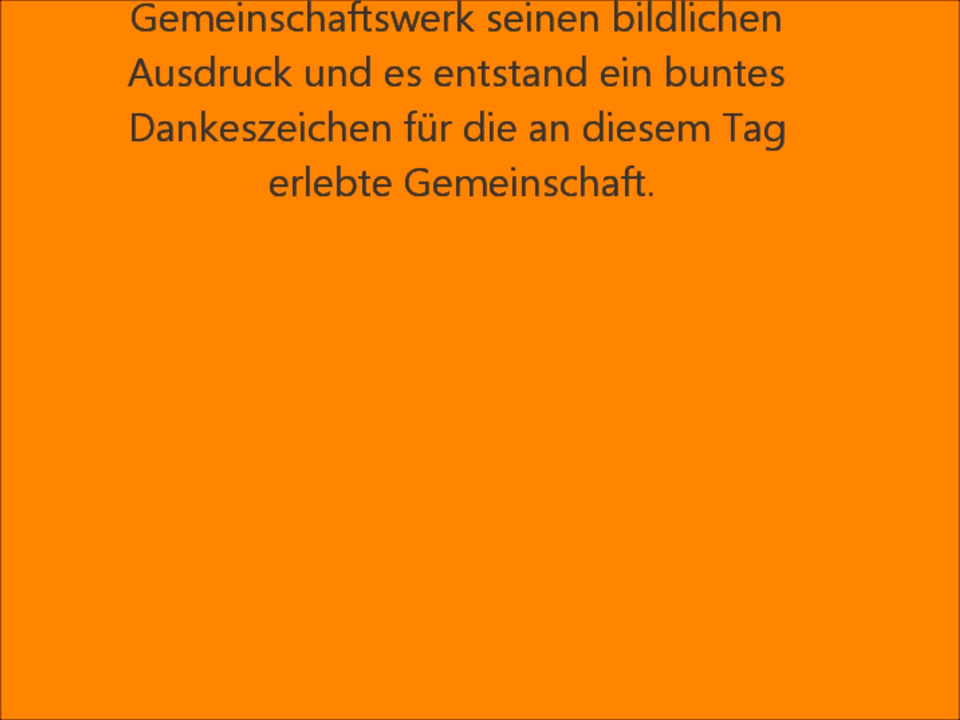 Gemeinschaftswerk seinen bildlichen
Ausdruck und es entstand ein buntes
Dankeszeichen für die an diesem Tag
erlebte Gemeinschaft.